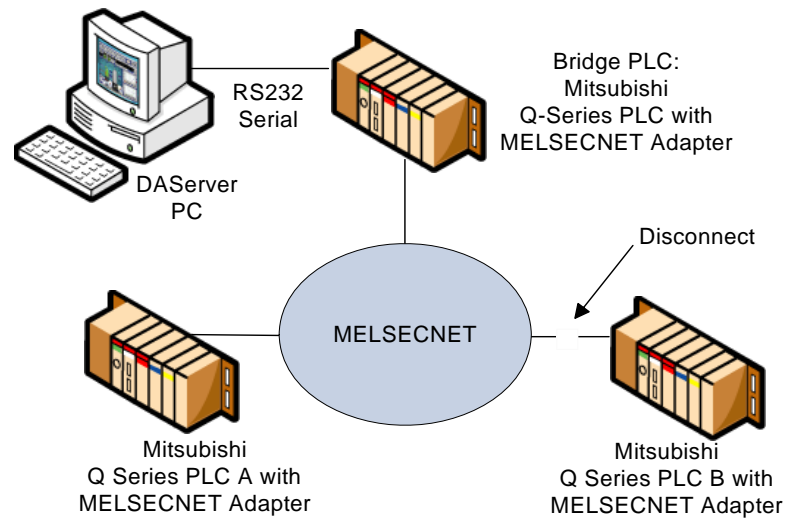 RS232
Serial
Bridge PLC:
Mitsubishi
Q-Series PLC with
MELSECNET Adapter
DAServer
PC
Disconnect
MELSECNET
Mitsubishi
Q Series PLC A with
MELSECNET Adapter
Mitsubishi
Q Series PLC B with
MELSECNET Adapter